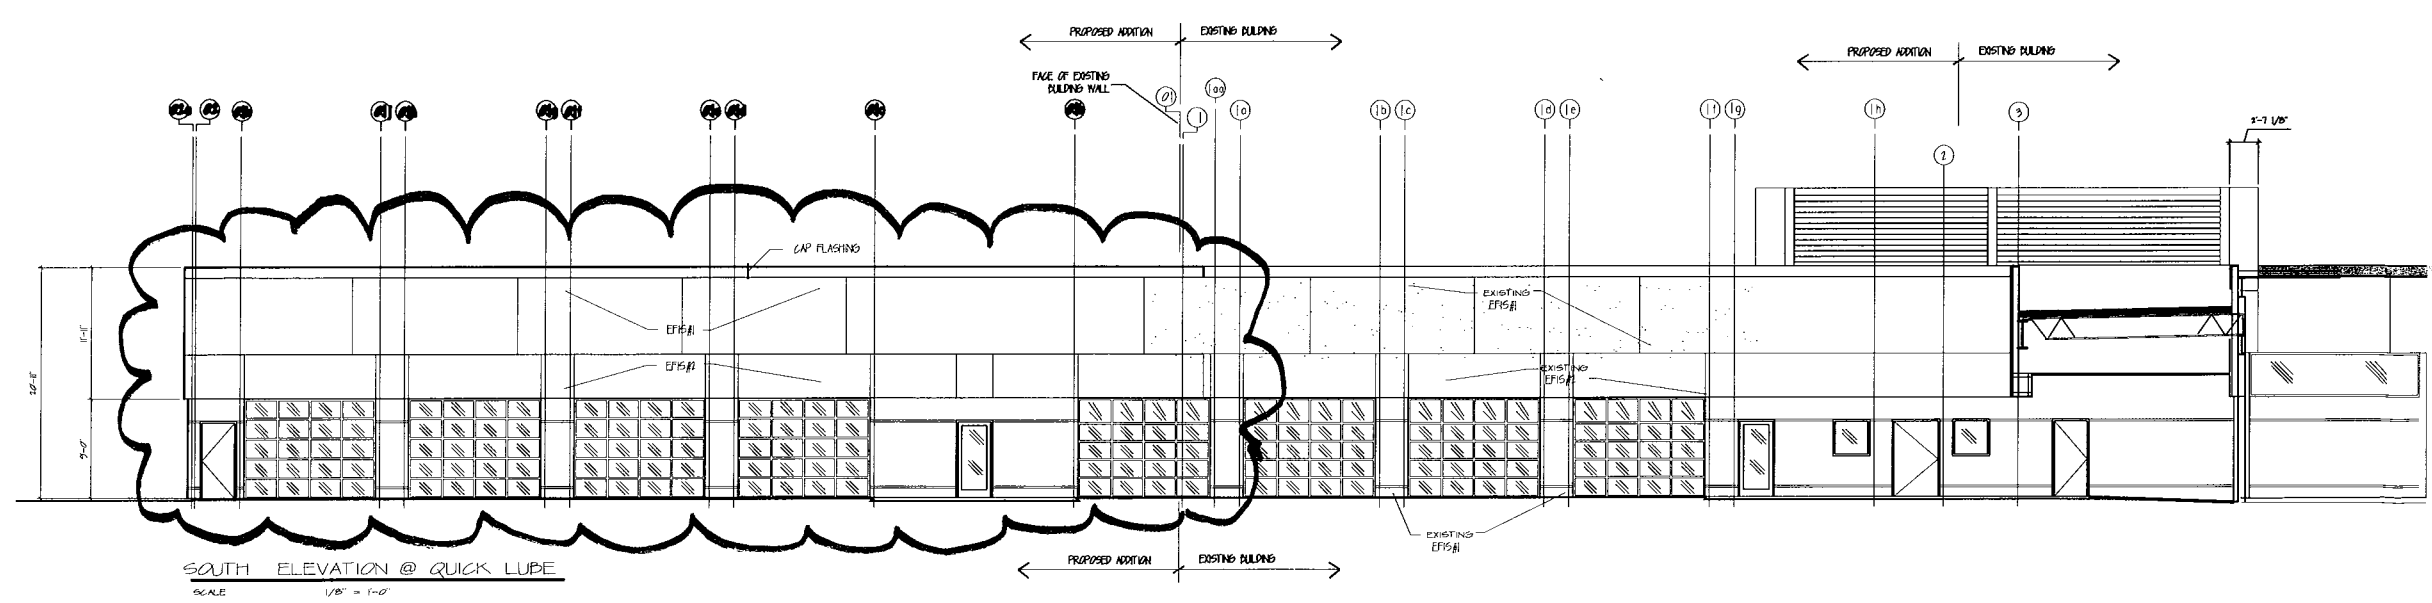 PROPOSED ADDITION
EXISTING BUILDING
PROPOSED ADDITION
EXISTING BUILDING
FACE OF EXISTING
BUILDING WALL
01
1aa
1
1a
1b
1c
1d
1e
1f
1g
1h
2
3
2'-7 1/8"
CAP FLASHING
EFIS#1
EFIS#2
EXISTING
EFIS#1
EXISTING
EFIS#2
EXISTING
EFIS#1
20'-11"
11'-11"
9'-0"
PROPOSED ADDITION
EXISTING BUILDING
SOUTH ELEVATION @ QUICK LUBE
SCALE 1/8" = 1'-0"